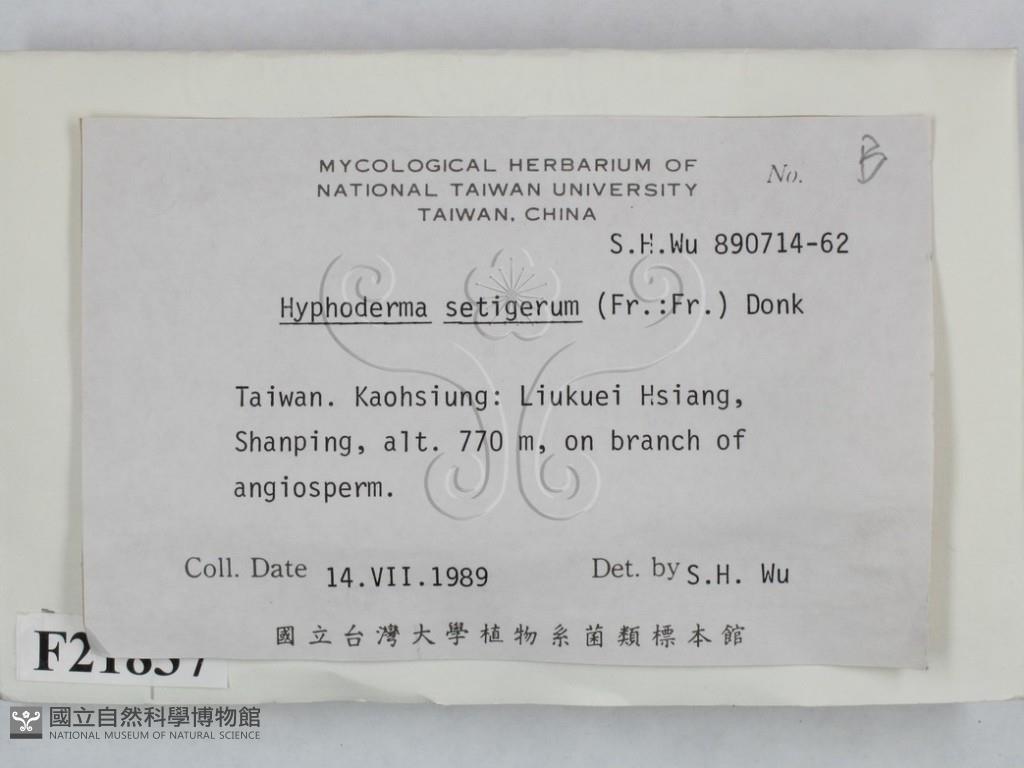 MYCOLOGICAL HERBARIUM OF
NATIONAL TAIWAN UNIVERSITY
TAIWAN, CHINA
No. B
S.H.Wu 890714-62
Hyphoderma setigerum (Fr.:Fr.) Donk
Taiwan. Kaohsiung: Liukuei Hsiang,
Shanping, alt. 770 m, on branch of
angiosperm.
Coll. Date 14.VII.1989 Det. by S.H. Wu
國立台灣大學植物系菌類標本館
國立自然科學博物館
NATIONAL MUSEUM OF NATURAL SCIENCE